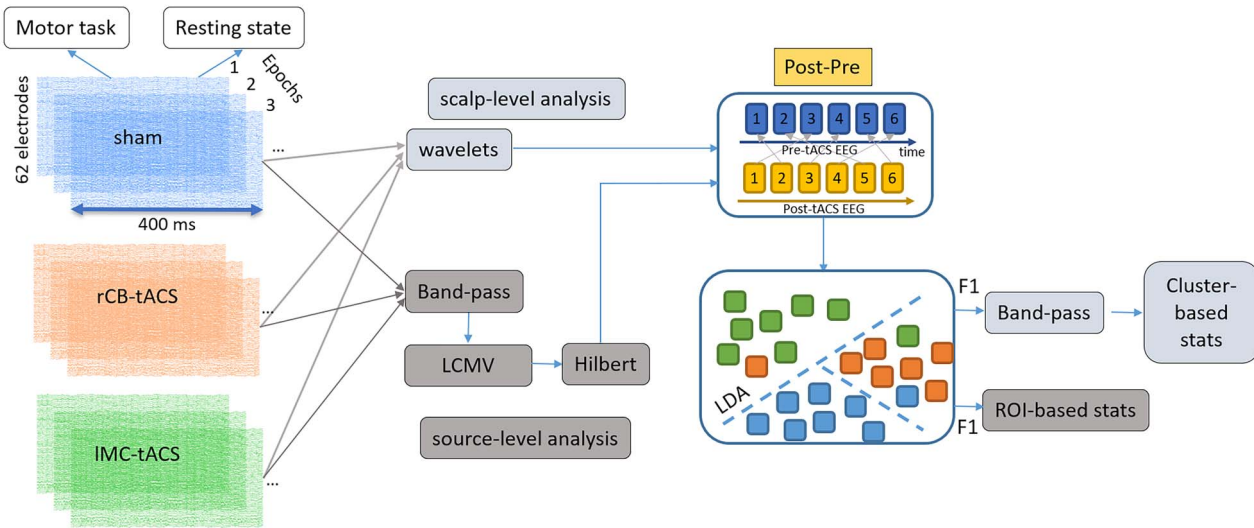 Motor task
Resting state
62 electrodes
1
2
3
Epochs
sham
...
400 ms
rCB-tACS
...
lMC-tACS
...
scalp-level analysis
wavelets
Band-pass
LCMV
Hilbert
source-level analysis
Post-Pre
1 2 3 4 5 6
Pre-tACS EEG
time
1 2 3 4 5 6
Post-tACS EEG
LDA
F1
Band-pass
Cluster-
based
stats
F1
ROI-based stats